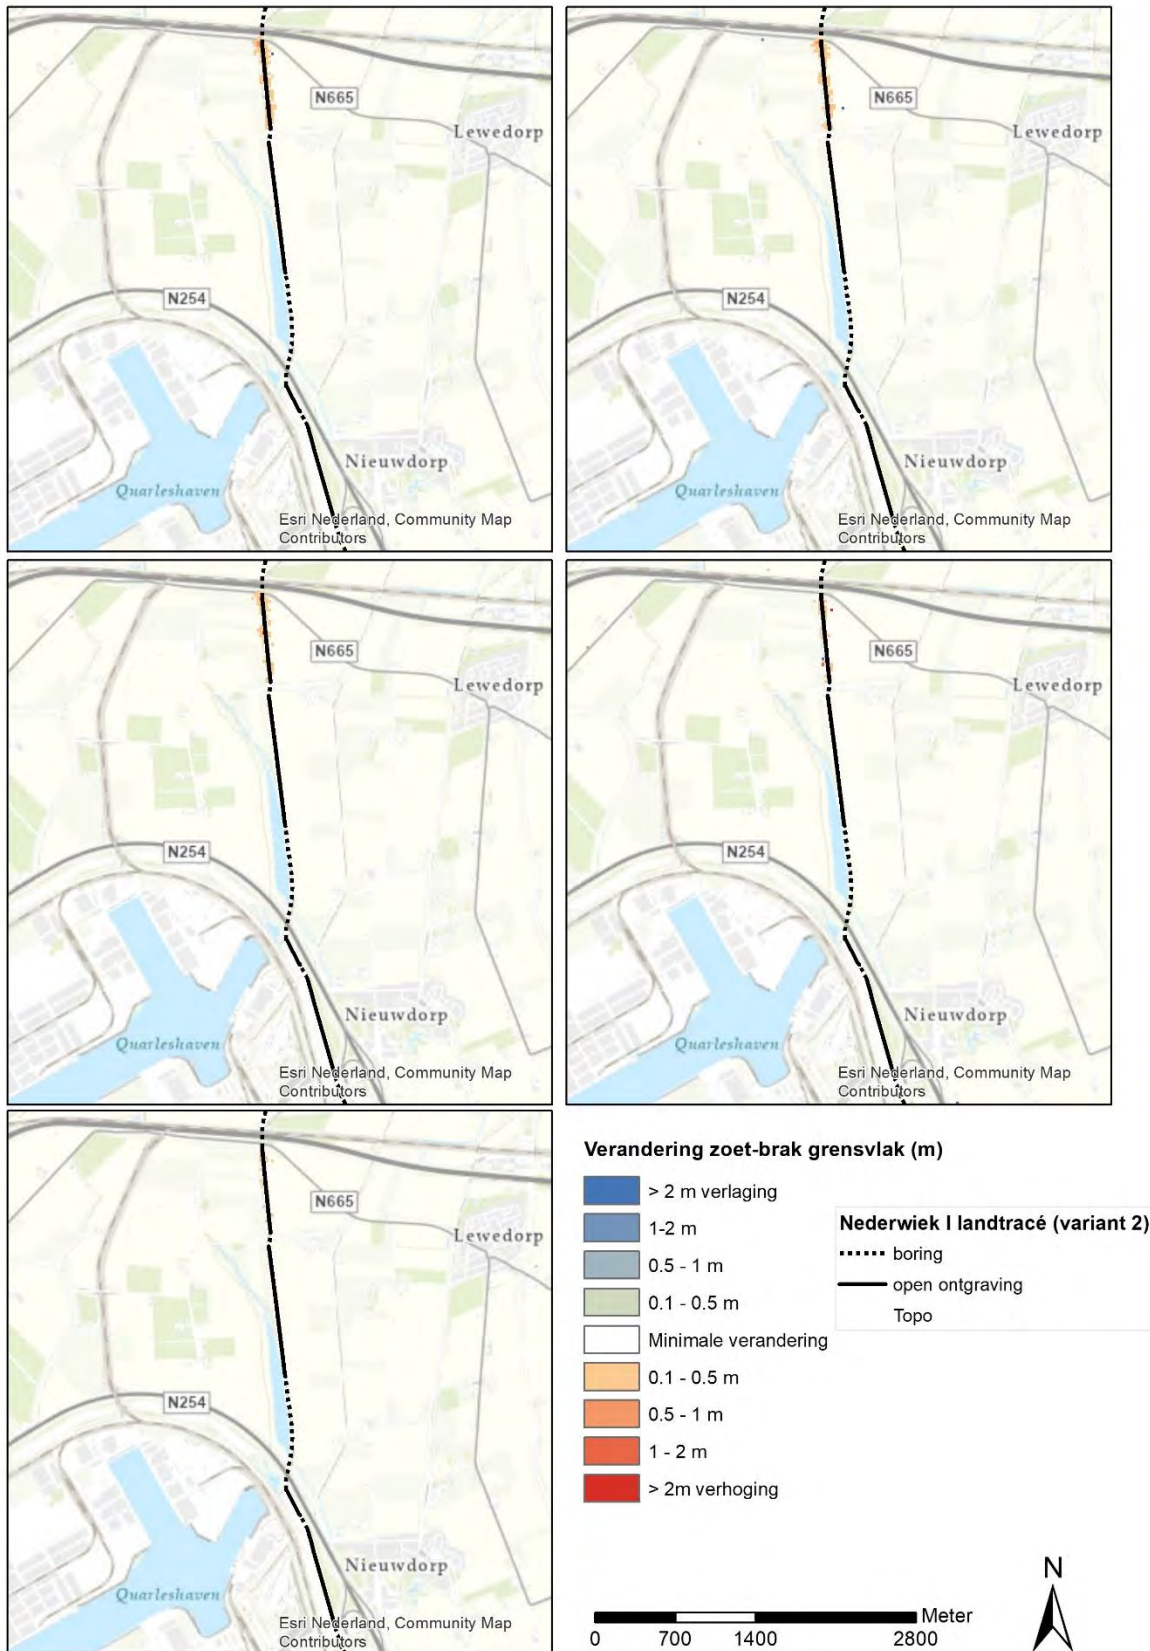 N665
Lewedorp
N254
Nieuwdorp
Quarleshaven
Esri Nederland, Community Map
Contributors
N665
Lewedorp
N254
Nieuwdorp
Quarleshaven
Esri Nederland, Community Map
Contributors
N665
Lewedorp
N254
Nieuwdorp
Quarleshaven
Esri Nederland, Community Map
Contributors
N665
Lewedorp
N254
Nieuwdorp
Quarleshaven
Esri Nederland, Community Map
Contributors
N665
Lewedorp
N254
Nieuwdorp
Quarleshaven
Esri Nederland, Community Map
Contributors
Verandering zoet-brak grensvlak (m)
> 2 m verlaging
1-2 m
0.5 - 1 m
0.1 - 0.5 m
Minimale verandering
0.1 - 0.5 m
0.5 - 1 m
1 - 2 m
> 2m verhoging
Nederwiek I landtracé (variant 2)
boring
open ontgraving
Topo
Meter
0 700 1400 2800
N